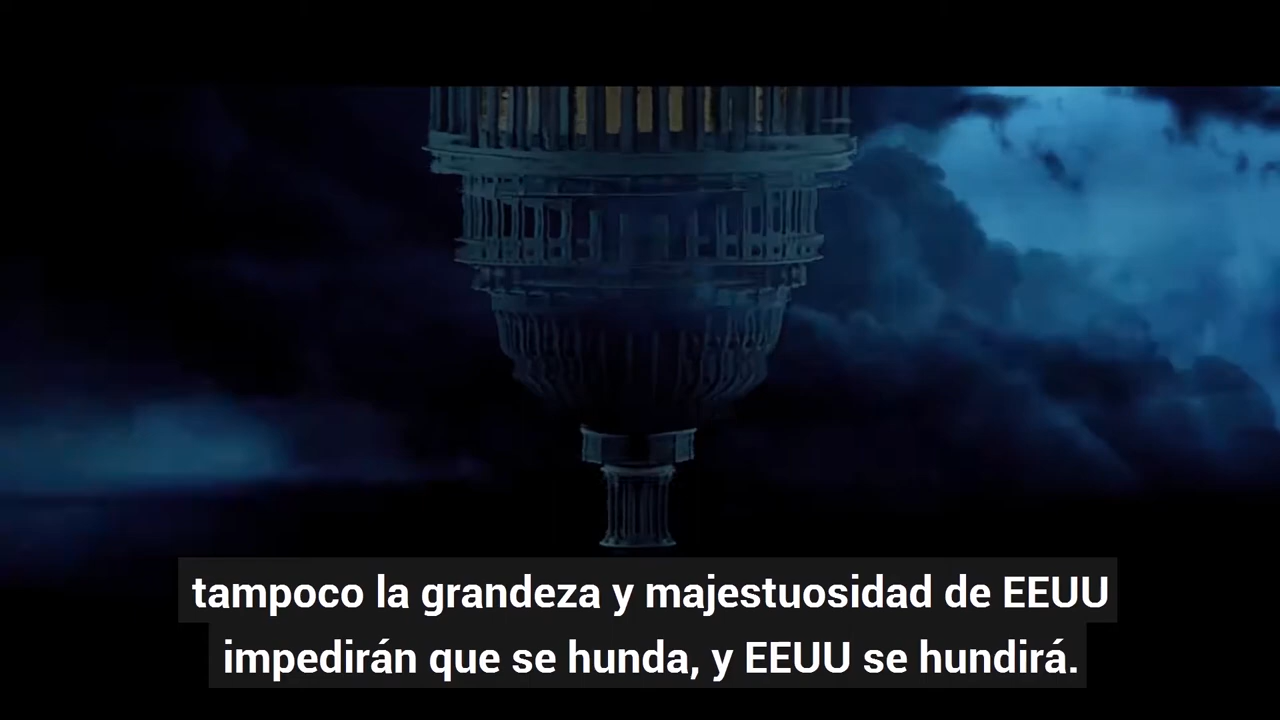 tampoco la grandeza y majestuosidad de EEUU
impedirán que se hunda, y EEUU se hundirá.